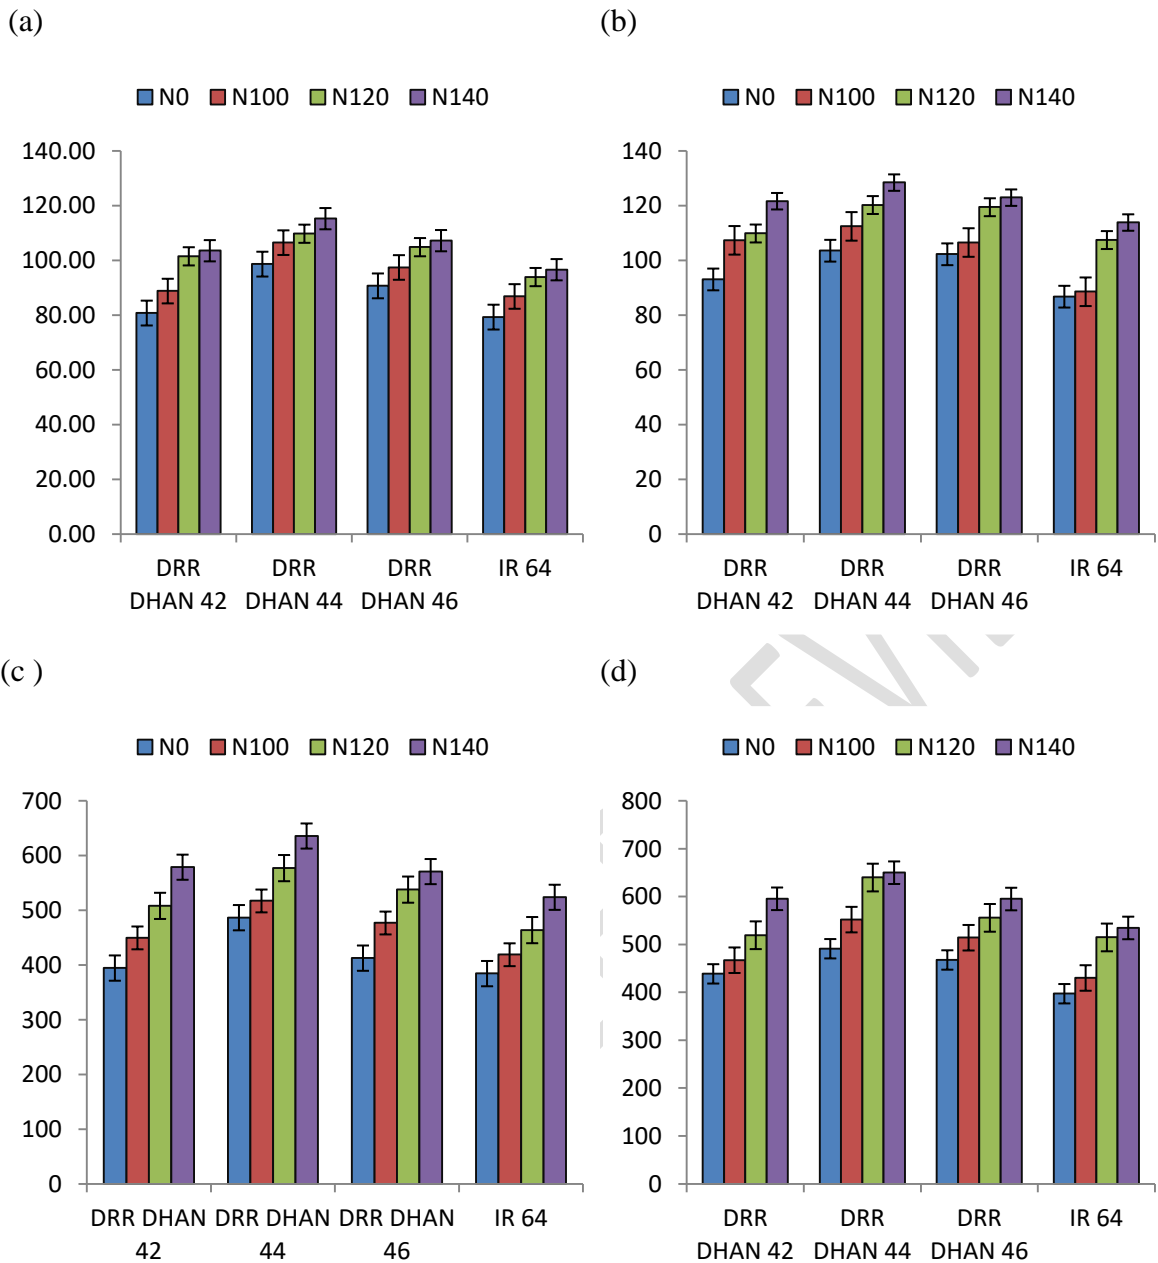 (a)
N0 N100 N120 N140
140.00
120.00
100.00
80.00
60.00
40.00
20.00
0.00
DRR DHAN 42
DRR DHAN 44
DRR DHAN 46
IR 64
(b)
N0 N100 N120 N140
140
120
100
80
60
40
20
0
DRR DHAN 42
DRR DHAN 44
DRR DHAN 46
IR 64
(c )
N0 N100 N120 N140
700
600
500
400
300
200
100
0
DRR DHAN 42
DRR DHAN 44
DRR DHAN 46
IR 64
(d)
N0 N100 N120 N140
800
700
600
500
400
300
200
100
0
DRR DHAN 42
DRR DHAN 44
DRR DHAN 46
IR 64